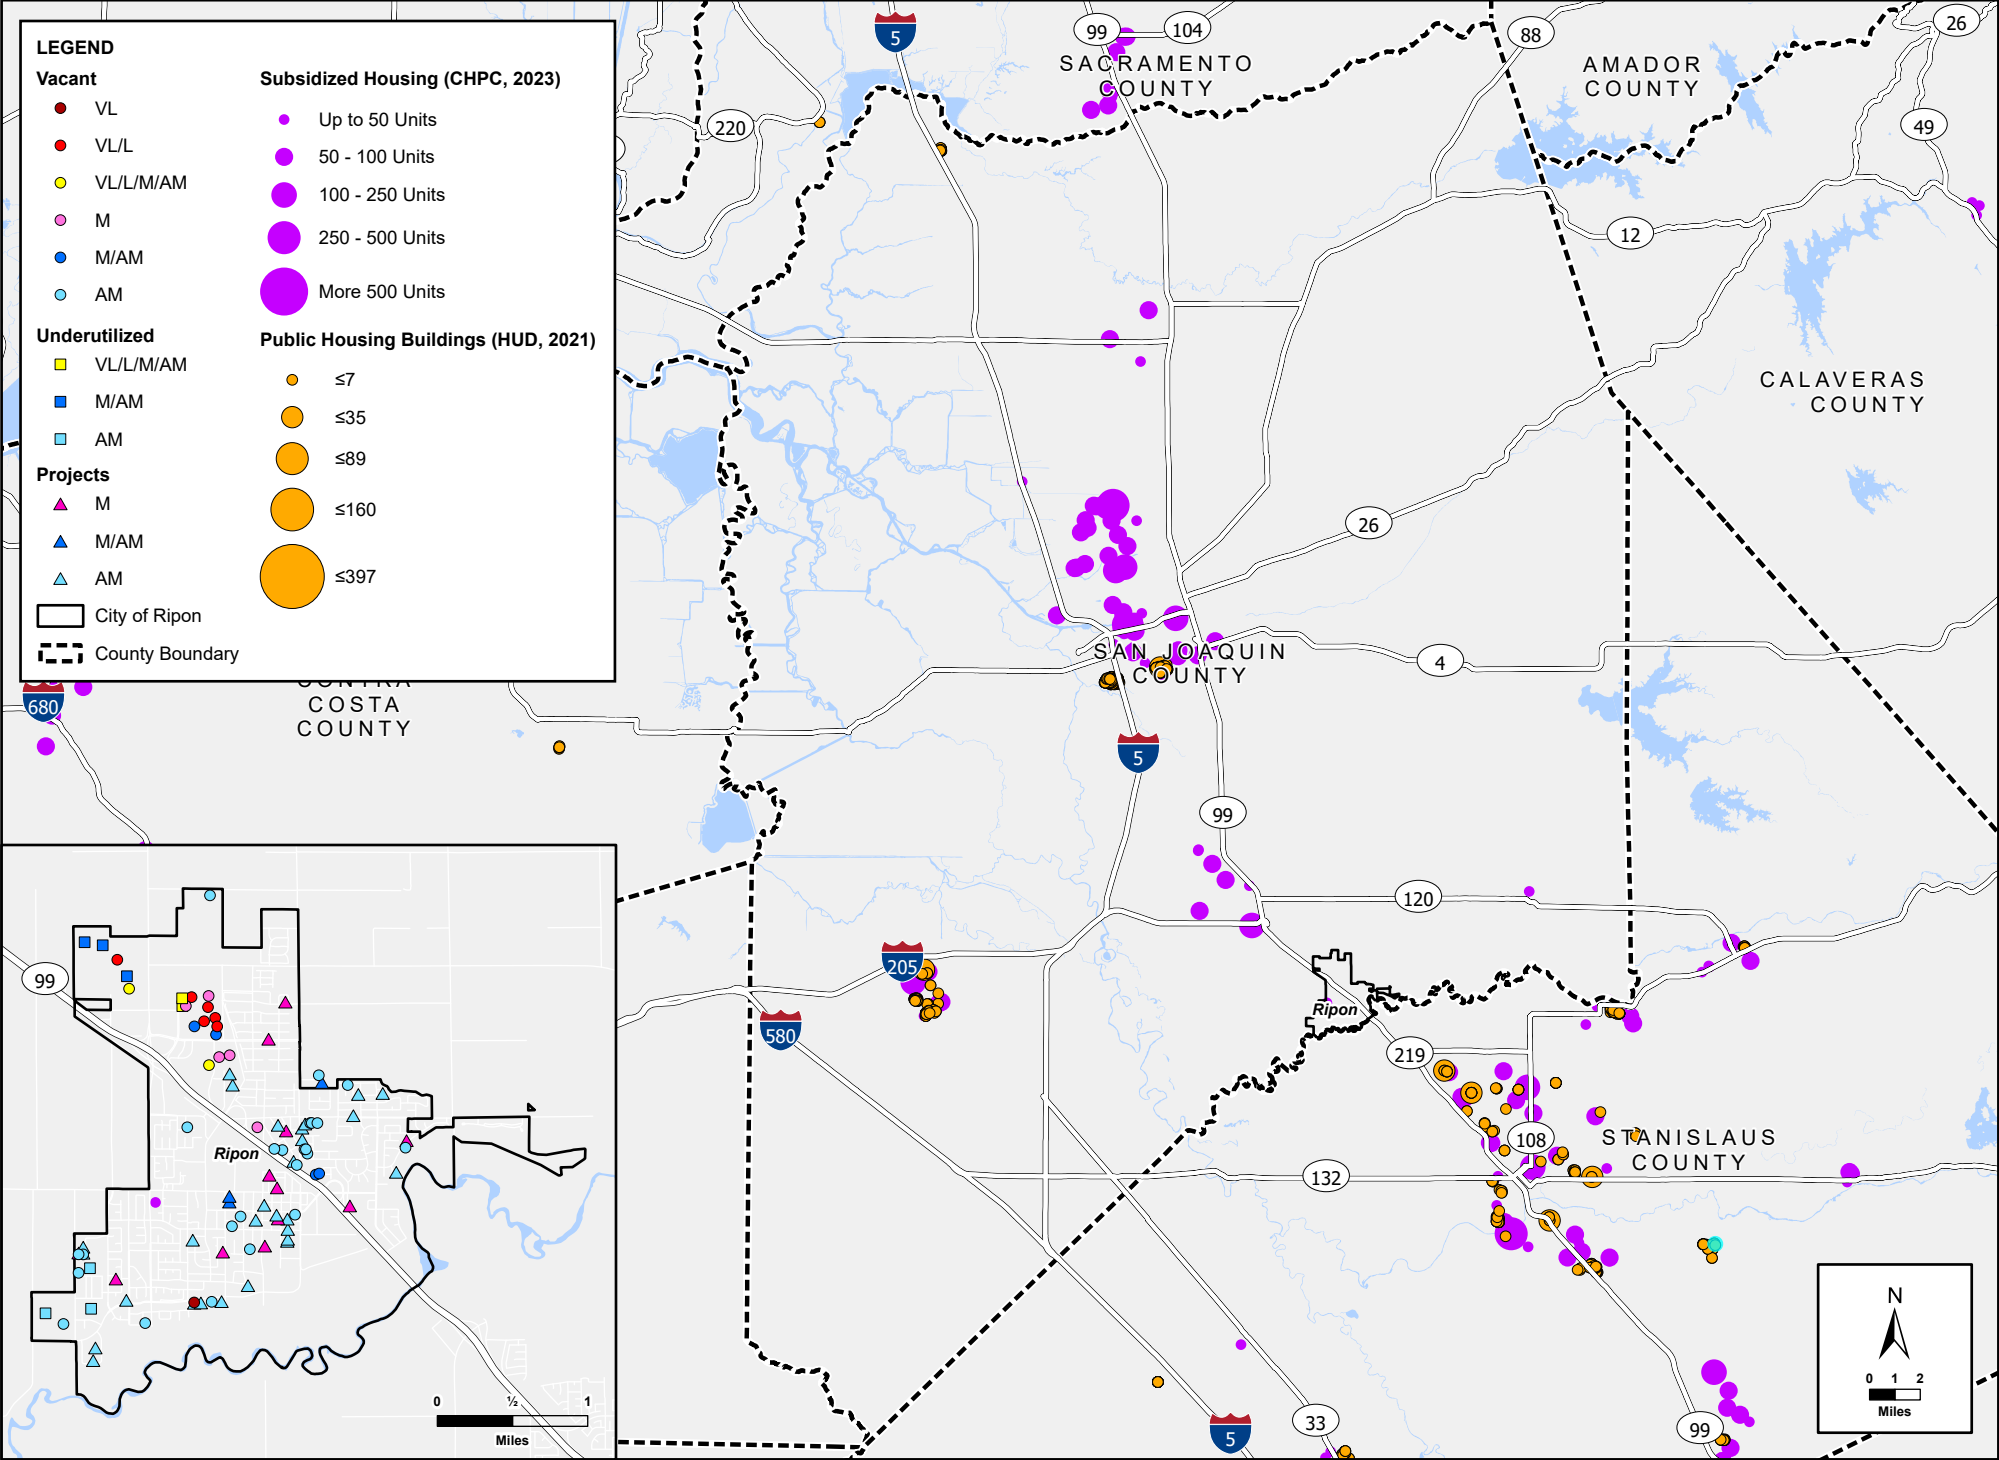 LEGEND
Vacant
VL
VL/L
VL/L/M/AM
M
M/AM
AM
Underutilized
VL/L/M/AM
M/AM
AM
Projects
M
M/AM
AM
City of Ripon
County Boundary
Subsidized Housing (CHPC, 2023)
Up to 50 Units
50 - 100 Units
100 - 250 Units
250 - 500 Units
More 500 Units
Public Housing Buildings (HUD, 2021)
≤7
≤35
≤89
≤160
≤397
5
99
104
88
26
SACRAMENTO
COUNTY
AMADOR
COUNTY
220
49
12
CALAVERAS
COUNTY
26
SAN JOAQUIN
COUNTY
4
680
CONTRA
COSTA
COUNTY
5
99
120
205
580
Ripon
219
108
STANISLAUS
COUNTY
132
33
5
99
N
0 1 2
Miles
99
Ripon
0 ½ 1
Miles